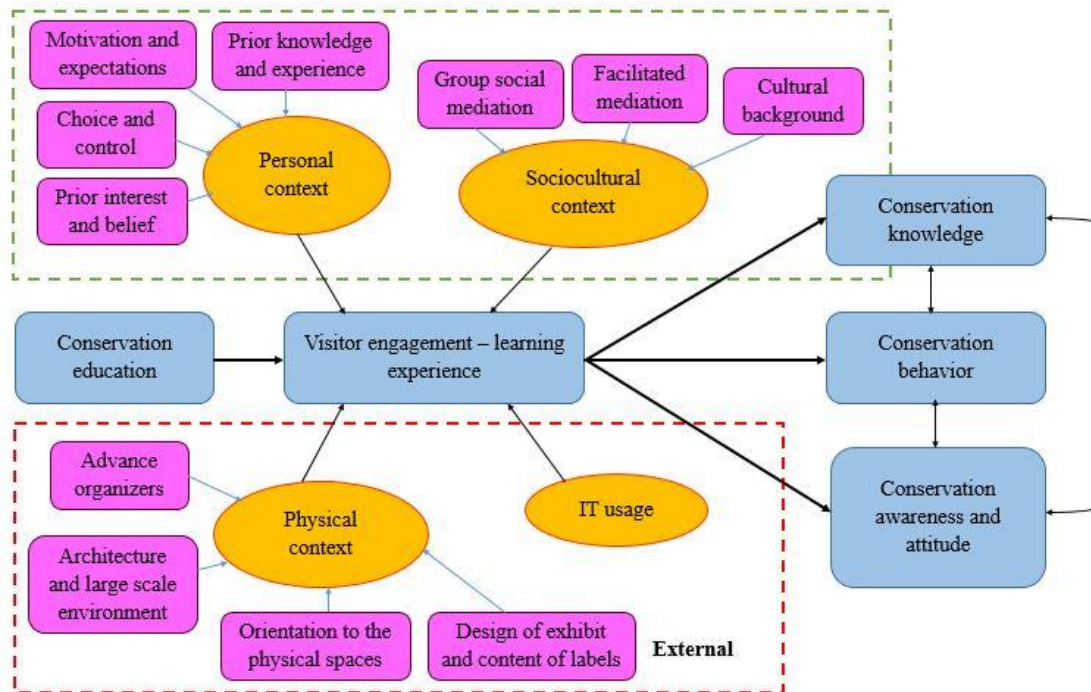 Motivation and
expectations
Prior knowledge
and experience
Choice and
control
Prior interest
and belief
Personal
context
Group social
mediation
Facilitated
mediation
Cultural
background
Sociocultural
context
Conservation
education
Visitor engagement – learning
experience
Conservation
knowledge
Conservation
behavior
Conservation
awareness and
attitude
Advance
organizers
Architecture
and large scale
environment
Physical
context
Orientation to the
physical spaces
Design of exhibit
and content of labels
IT usage
External